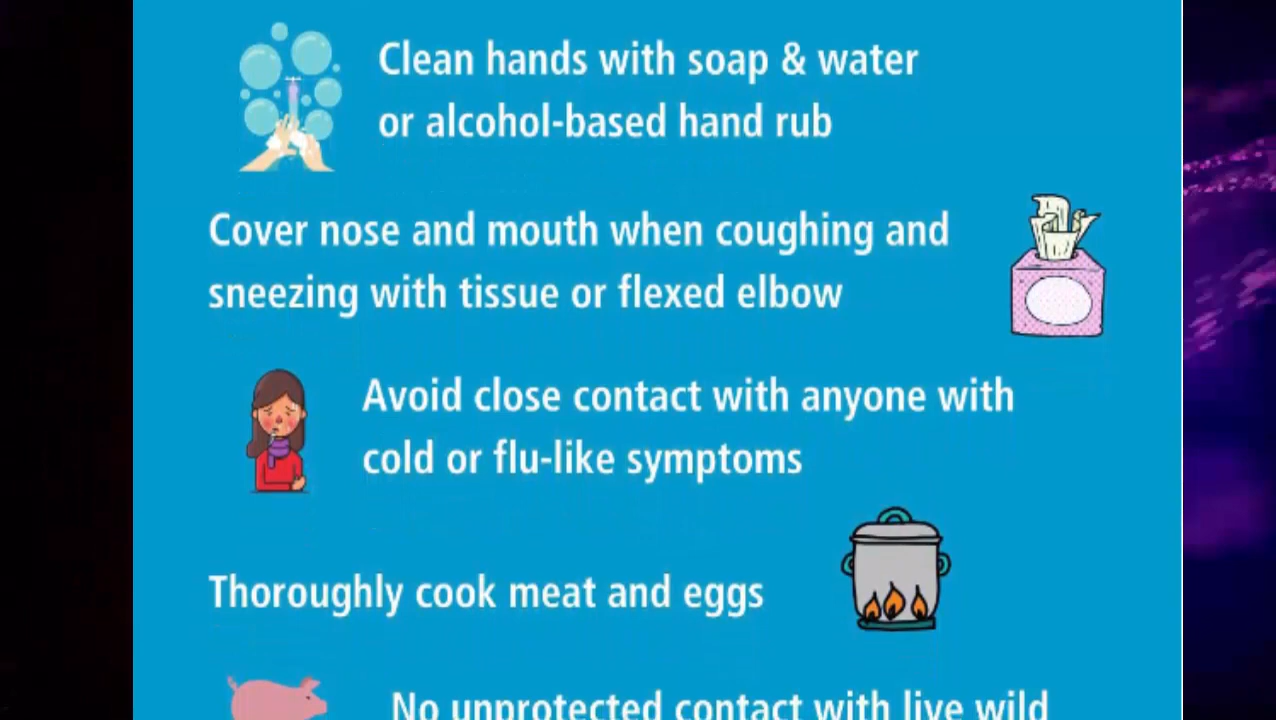 Clean hands with soap & water
or alcohol-based hand rub
Cover nose and mouth when coughing and
sneezing with tissue or flexed elbow
Avoid close contact with anyone with
cold or flu-like symptoms
Thoroughly cook meat and eggs
No unprotected contact with live wild